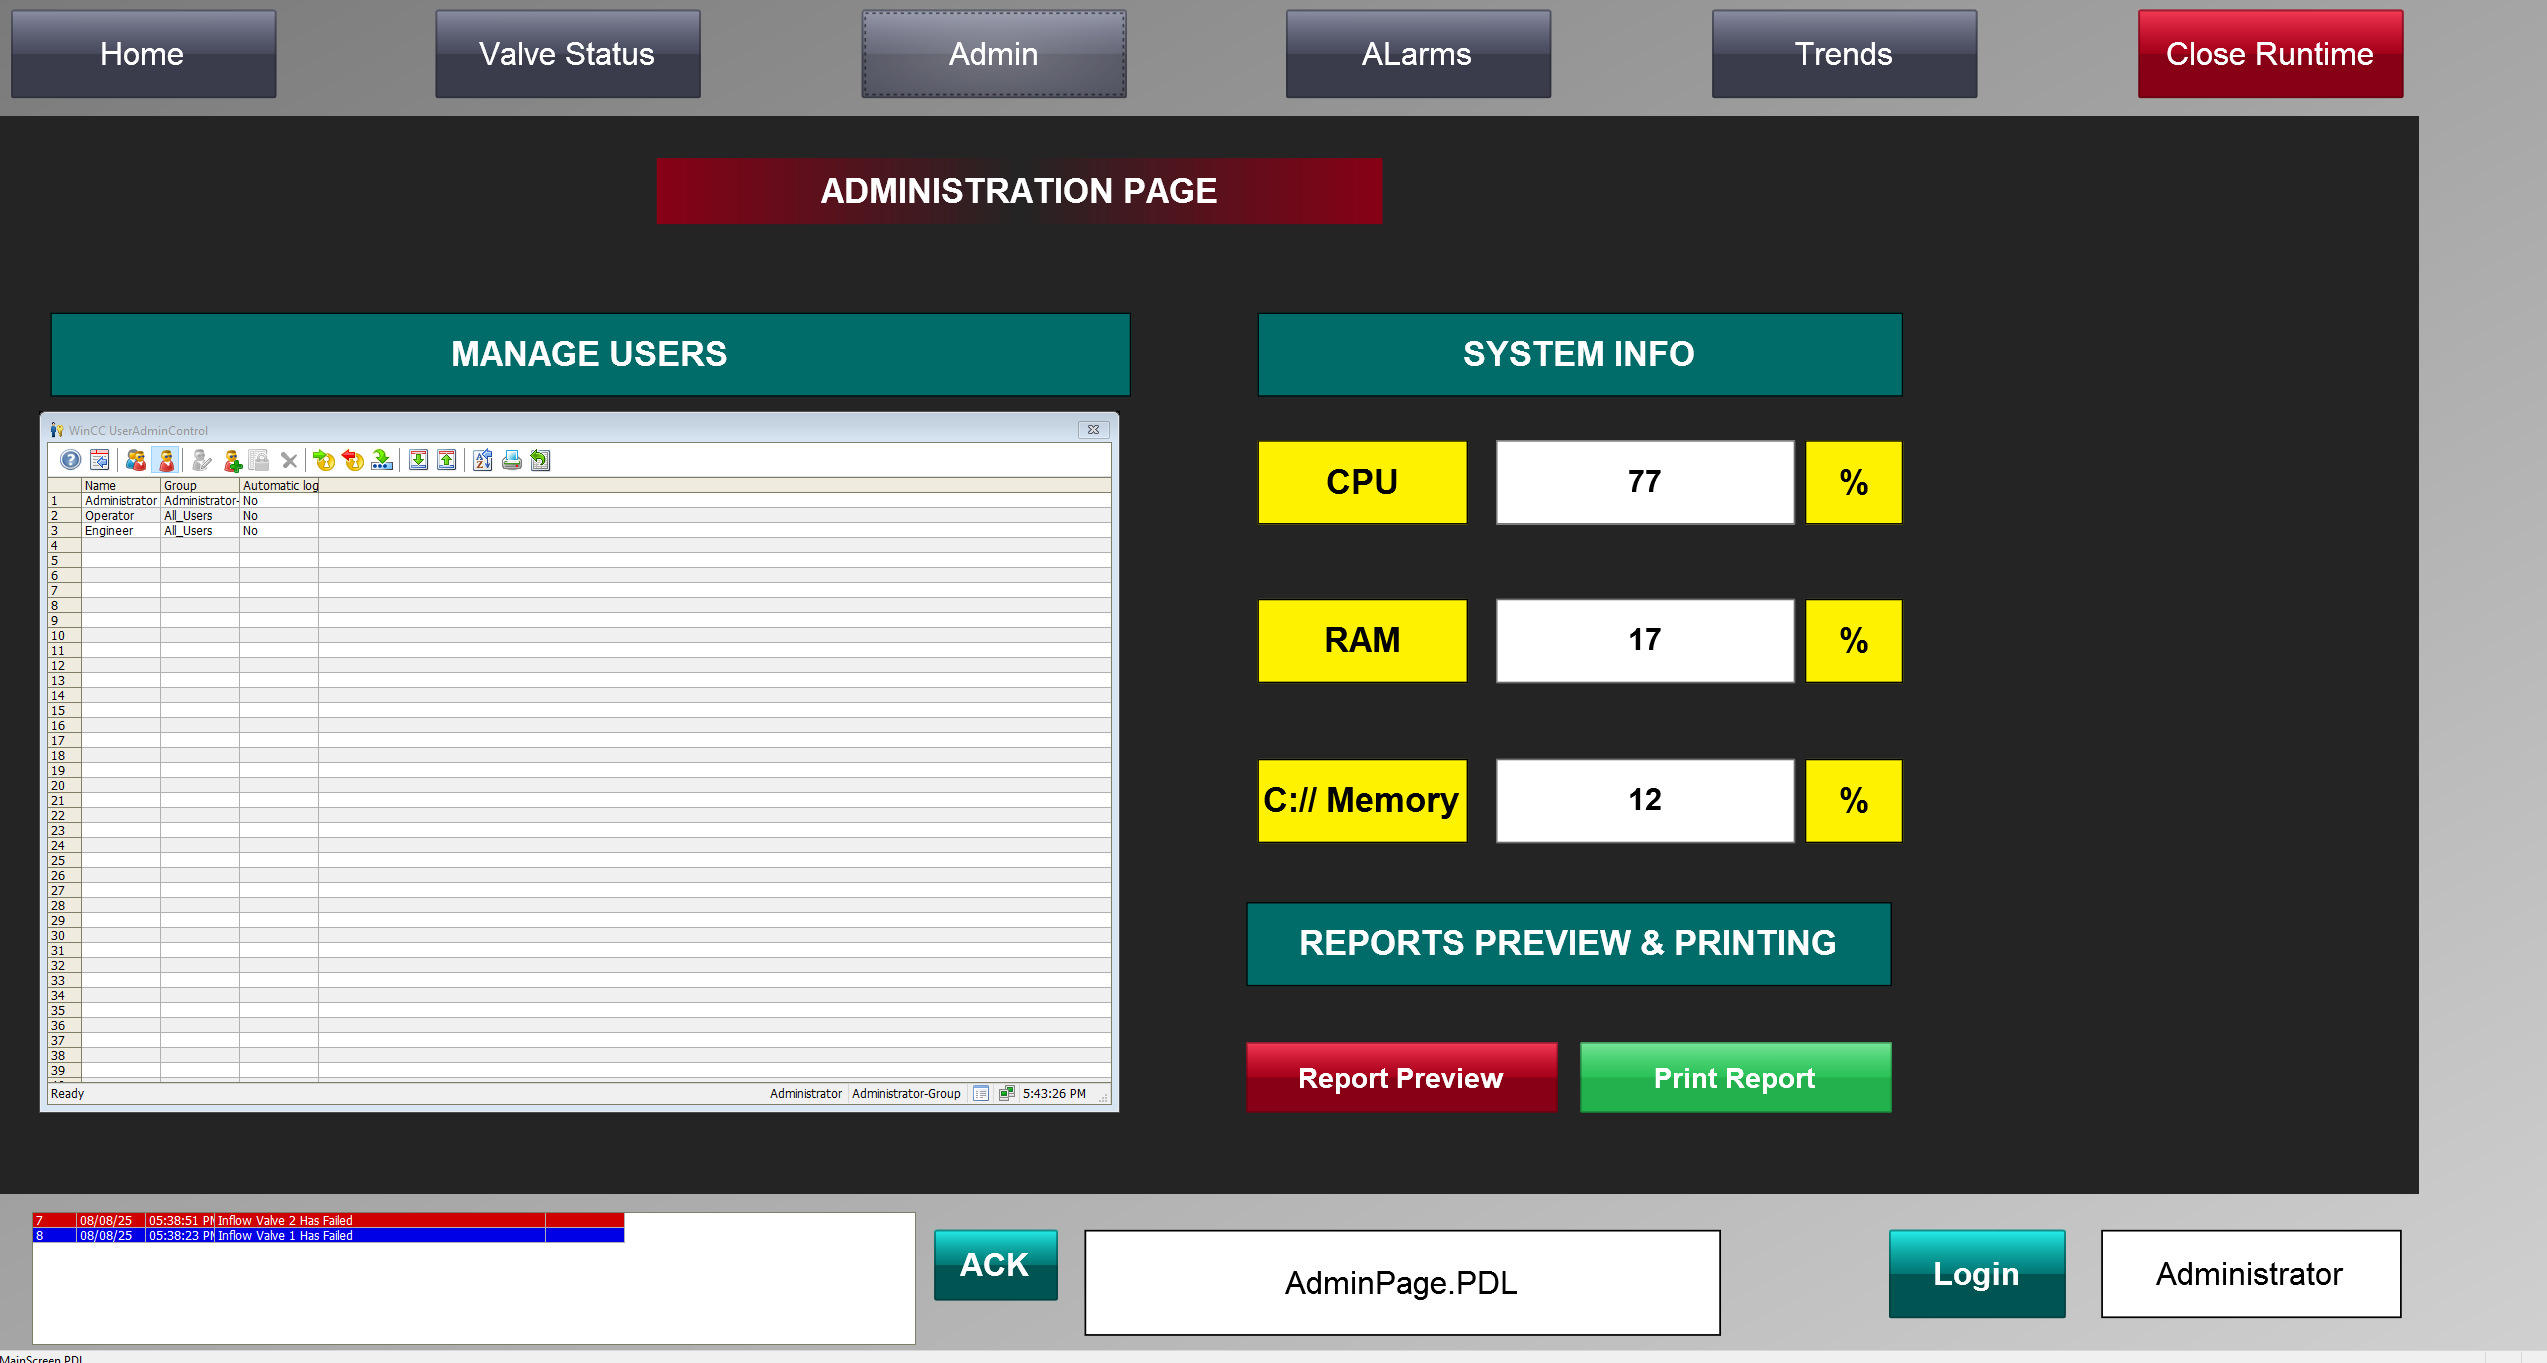 Home Valve Status Admin ALarms Trends Close Runtime
ADMINISTRATION PAGE
MANAGE USERS
WinCC UserAdminControl
Name Group Automatic log
1 Administrator Administrator- No
2 Operator All_Users No
3 Engineer All_Users No
4
5
6
7
8
9
10
11
12
13
14
15
16
17
18
19
20
21
22
23
24
25
26
27
28
29
30
31
32
33
34
35
36
37
38
39
Ready Administrator Administrator-Group 5:43:26 PM
SYSTEM INFO
CPU 77 %
RAM 17 %
C:// Memory 12 %
REPORTS PREVIEW & PRINTING
Report Preview Print Report
7 08/08/25 05:38:51 PM Inflow Valve 2 Has Failed
8 08/08/25 05:38:23 PM Inflow Valve 1 Has Failed
ACK
AdminPage.PDL
Login
Administrator
MainScreen.PDL